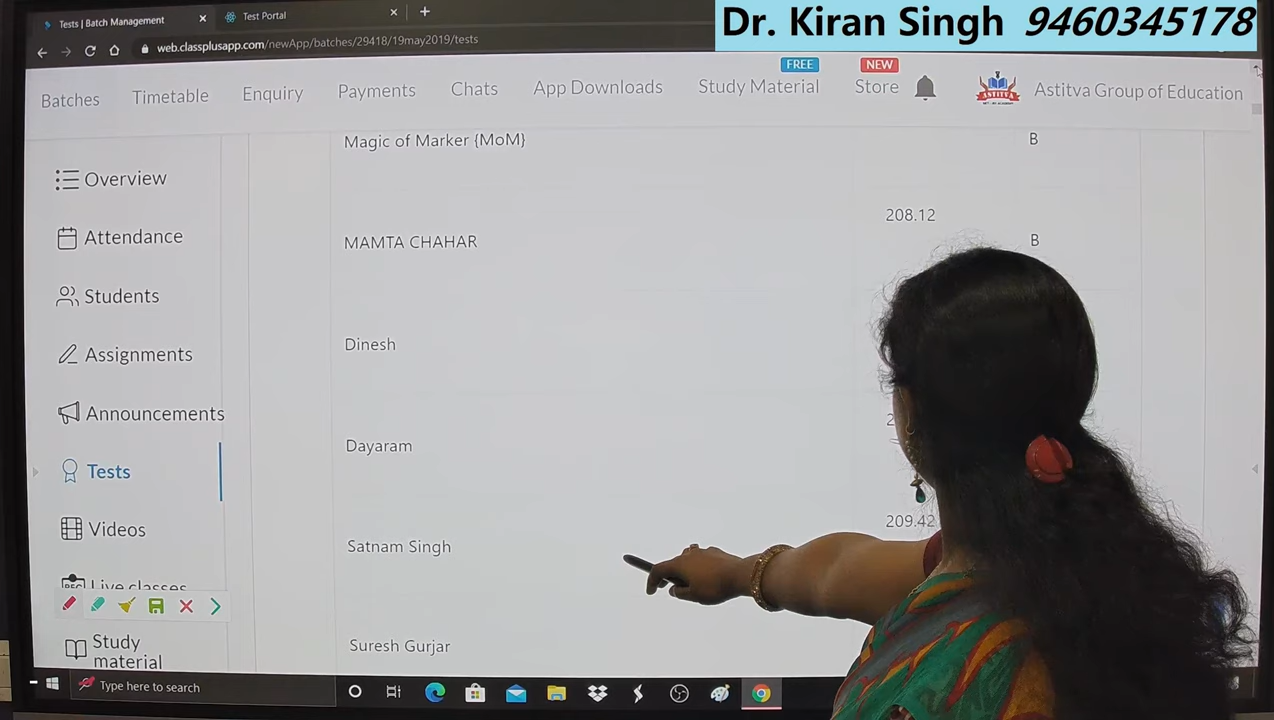 Tests | Batch Management
Test Portal
Dr. Kiran Singh 9460345178
web.classplusapp.com/newApp/batches/29418/19may2019/tests
FREE
NEW
Batches
Timetable
Enquiry
Payments
Chats
App Downloads
Study Material
Store
ASTITVA
Astitva Group of Education
Magic of Marker {MoM}
B
Overview
208.12
Attendance
MAMTA CHAHAR
B
Students
Dinesh
Assignments
Announcements
Dayaram
Tests
209.42
Videos
Satnam Singh
Live classes
Study
material
Suresh Gurjar
Type here to search